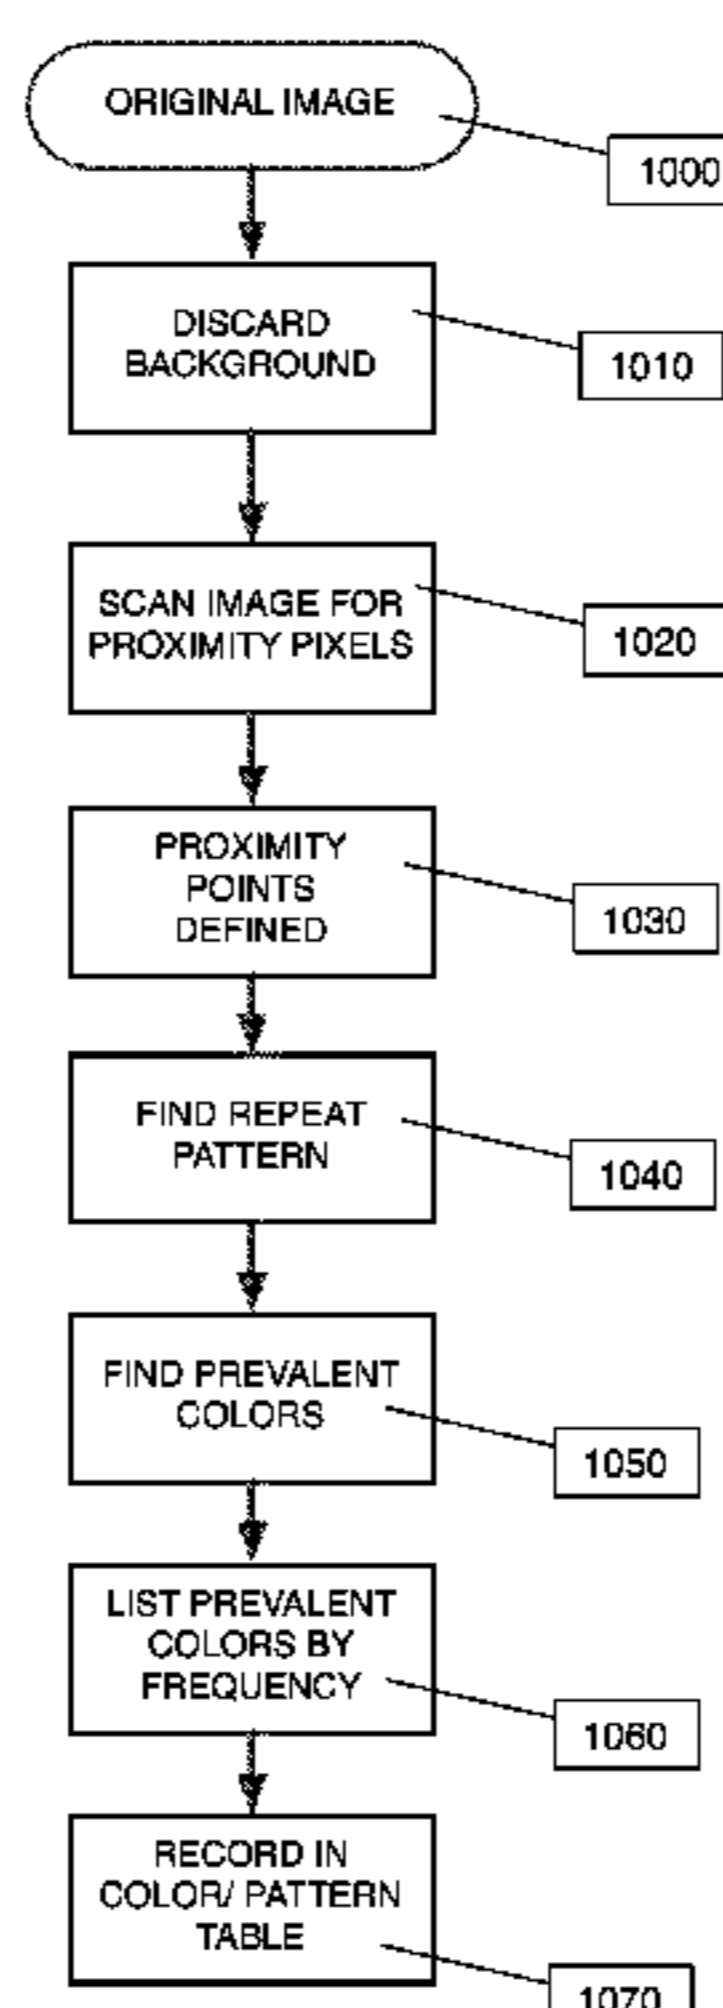 ORIGINAL IMAGE
1000
DISCARD
BACKGROUND
1010
SCAN IMAGE FOR
PROXIMITY PIXELS
1020
PROXIMITY
POINTS
DEFINED
1030
FIND REPEAT
PATTERN
1040
FIND PREVALENT
COLORS
1050
LIST PREVALENT
COLORS BY
FREQUENCY
1060
RECORD IN
COLOR/ PATTERN
TABLE
1070